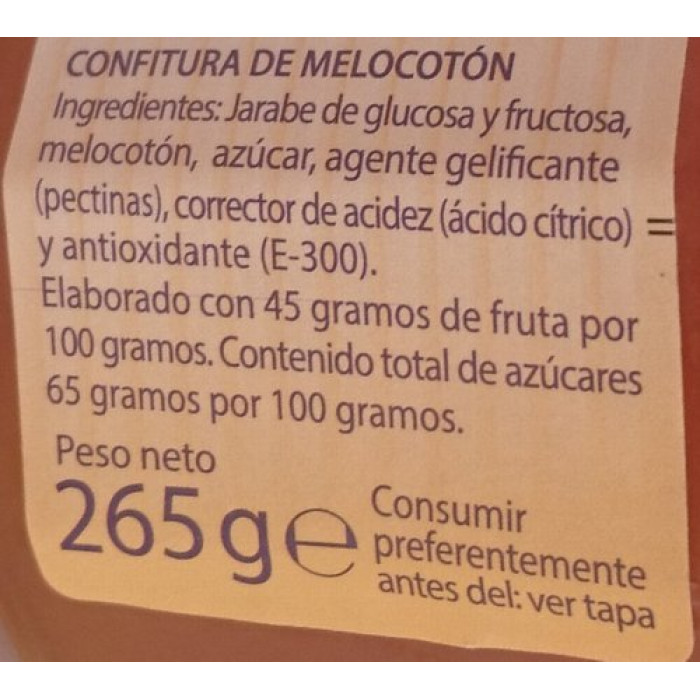 CONFITURA DE MELOCOTÓN
Ingredientes: Jarabe de glucosa y fructosa,
melocotón, azúcar, agente gelificante
(pectinas), corrector de acidez (ácido cítrico)
y antioxidante (E-300).
Elaborado con 45 gramos de fruta por
100 gramos. Contenido total de azúcares
65 gramos por 100 gramos.
Peso neto
265 g e
Consumir
preferentemente
antes del: ver tapa